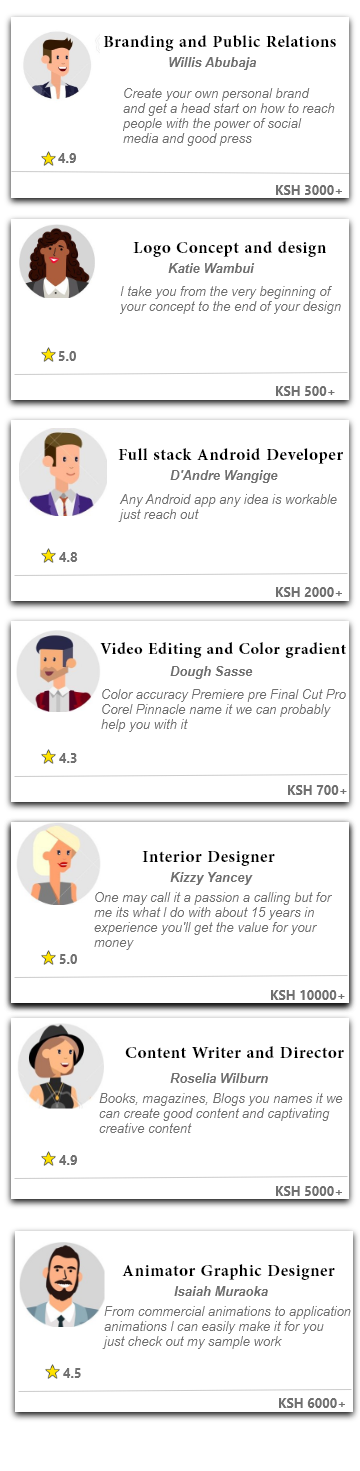 Branding and Public Relations
Willis Abubaja
Create your own personal brand
and get a head start on how to reach
people with the power of social
media and good press
4.9
KSH 3000+
Logo Concept and design
Katie Wambui
I take you from the very beginning of
your concept to the end of your design
5.0
KSH 500+
Full stack Android Developer
D'Andre Wangige
Any Android app any idea is workable
just reach out
4.8
KSH 2000+
Video Editing and Color gradient
Dough Sasse
Color accuracy Premiere pre Final Cut Pro
Corel Pinnacle name it we can probably
help you with it
4.3
KSH 700+
Interior Designer
Kizzy Yancey
One may call it a passion a calling but for
me its what I do with about 15 years in
experience you'll get the value for your
money
5.0
KSH 10000+
Content Writer and Director
Roselia Wilburn
Books, magazines, Blogs you names it we
can create good content and captivating
creative content
4.9
KSH 5000+
Animator Graphic Designer
Isaiah Muraoka
From commercial animations to application
animations I can easily make it for you
just check out my sample work
4.5
KSH 6000+